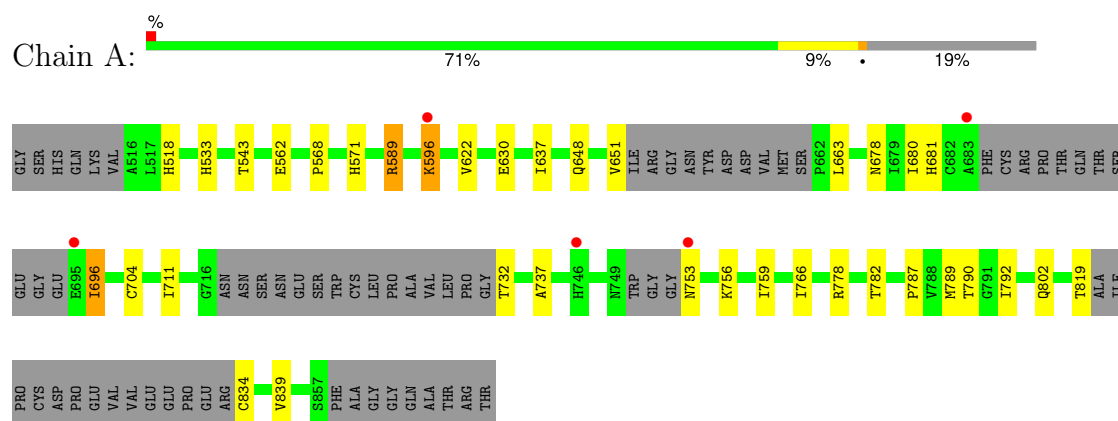 %
Chain A:
71% 9% • 19%
GLY SER HIS GLN LYS VAL A516 L517 H518 H533 T543 E562 P568 H571 R589 K596 V622 E630 I637 Q648 V651 ILE ARG GLY ASN TYR ASP ASP VAL MET SER P662 L663 N678 I679 I680 H681 C682 A683 PHE CYS ARG PRO THR GLN THR SER
GLU GLY GLU E695 I696 C704 I711 G716 ASN ASN SER ASN GLU SER TRP CYS LEU PRO ALA VAL LEU PRO GLY T732 A737 H746 N749 TRP GLY GLY N753 K756 I759 I766 R778 T782 P787 V788 M789 T790 G791 I792 Q802 T819 ALA ILE
PRO CYS ASP PRO GLU VAL VAL GLU GLU PRO GLU ARG C834 V839 S857 PHE ALA GLY GLY GLN ALA THR ARG THR